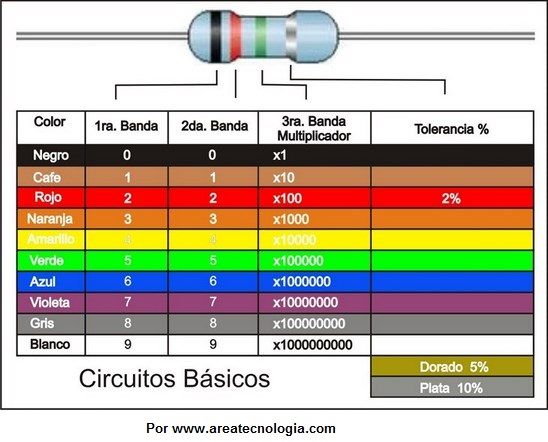 Color 1ra. Banda 2da. Banda 3ra. Banda Multiplicador Tolerancia %
Negro 0 0 x1
Cafe 1 1 x10
Rojo 2 2 x100 2%
Naranja 3 3 x1000
Amarillo 4 4 x10000
Verde 5 5 x100000
Azul 6 6 x1000000
Violeta 7 7 x10000000
Gris 8 8 x100000000
Blanco 9 9 x1000000000
Dorado 5%
Plata 10%
Circuitos Básicos
Por www.areatecnologia.com